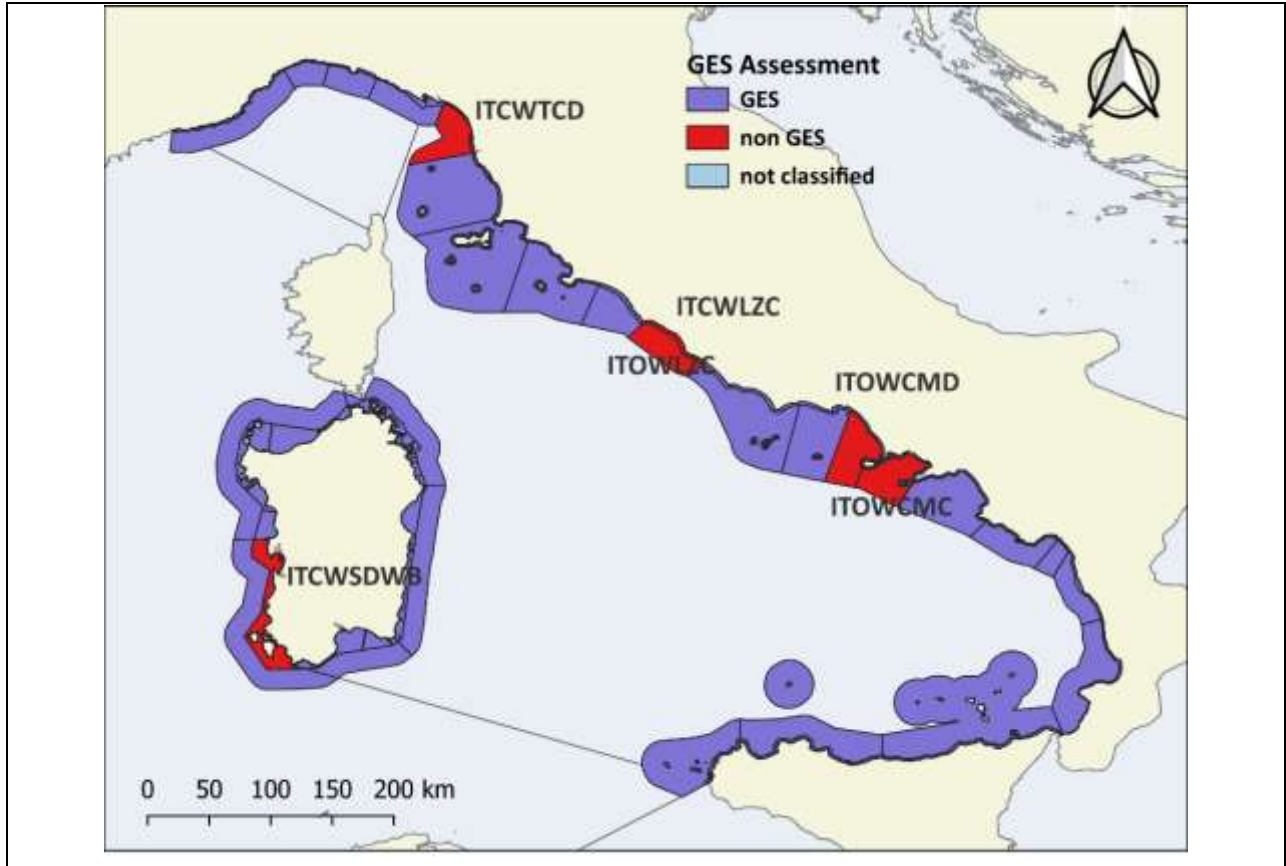 GES Assessment
GES
non GES
not classified
ITCWTCD
ITCWLZC
ITOWLZC
ITOWCMD
ITOWCMC
ITCWSDWB
0 50 100 150 200 km